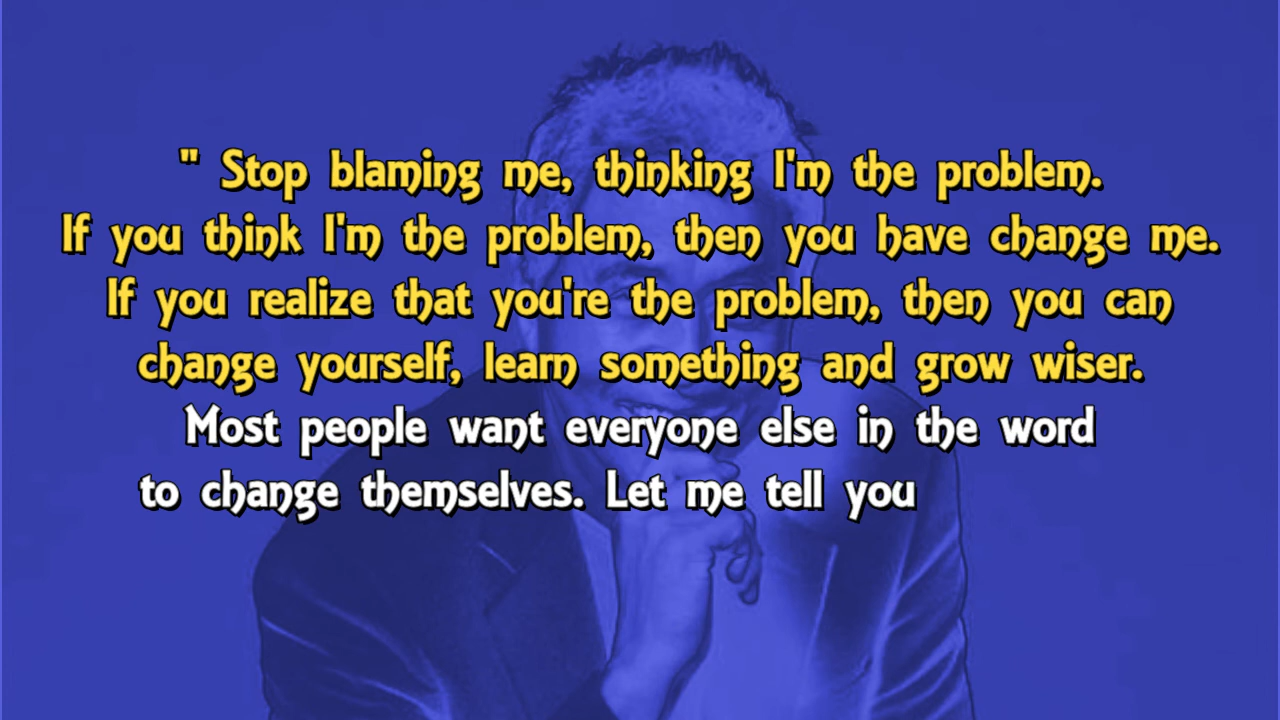 " Stop blaming me, thinking I'm the problem.
If you think I'm the problem, then you have change me.
If you realize that you're the problem, then you can
change yourself, learn something and grow wiser.
Most people want everyone else in the word
to change themselves. Let me tell you